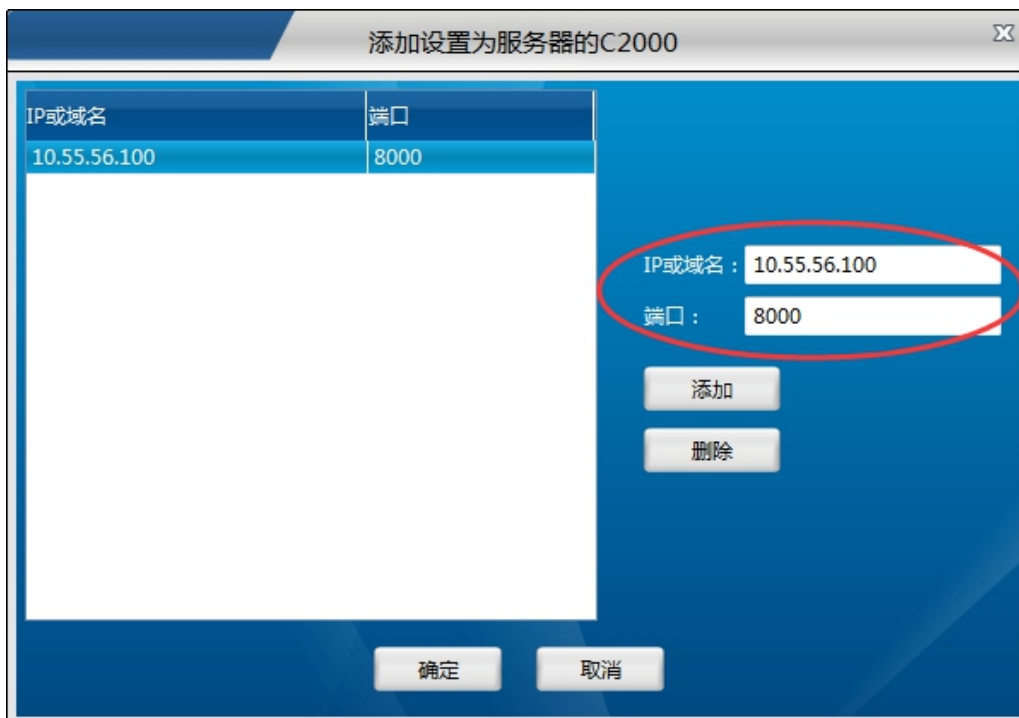 添加设置为服务器的C2000
IP或域名 端口
10.55.56.100 8000
IP或域名： 10.55.56.100
端口： 8000
添加
删除
确定 取消